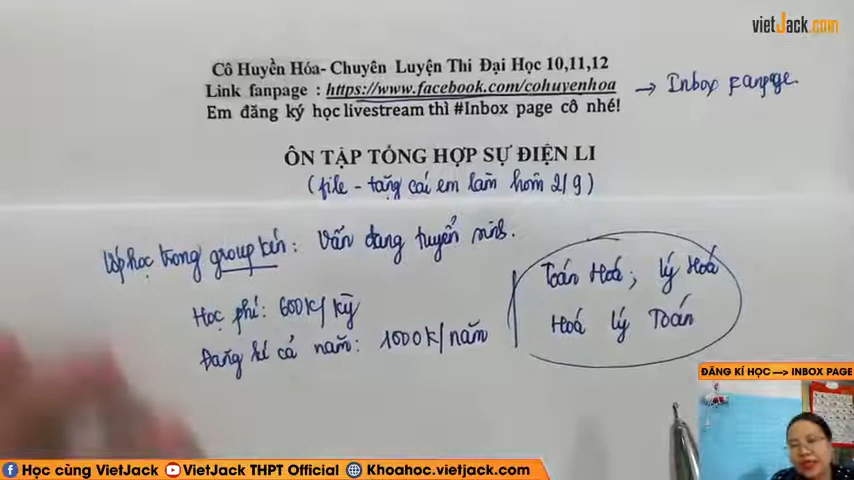 vietJack.com
Cô Huyền Hóa- Chuyên Luyện Thi Đại Học 10,11,12
Link fanpage : https://www.facebook.com/cohuyenhoa → Inbox Fanpage.
Em đăng ký học livestream thì #Inbox page cô nhé!
ÔN TẬP TỔNG HỢP SỰ ĐIỆN LI
(file - tặng cái em làm hôm 2/9)
Lớp học trong group kín: Vẫn đang tuyển sinh.
Toán Hoá; lý Hoá
Học phí: 600K/kỳ
Hoá lý Toán
Đăng kí cả năm: 1000K/năm
ĐĂNG KÍ HỌC —> INBOX PAGE
Học cùng VietJack VietJack THPT Official Khoahoc.vietjack.com